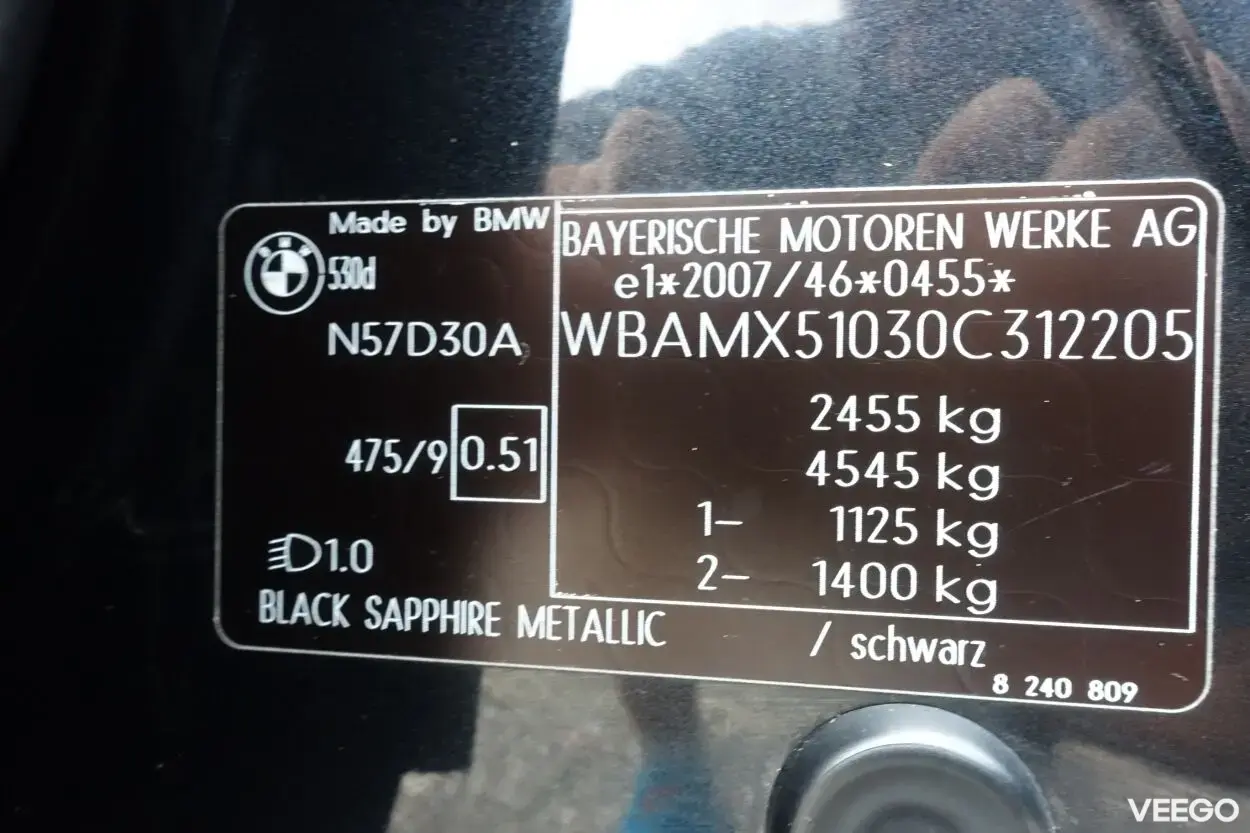 Made by BMW
530d
N57D30A
475/9 0.51
1.0
BLACK SAPPHIRE METALLIC / schwarz
8 240 809
BAYERISCHE MOTOREN WERKE AG
e1*2007/46*0455*
WBAMX51030C312205
2455 kg
4545 kg
1- 1125 kg
2- 1400 kg
VEEGO